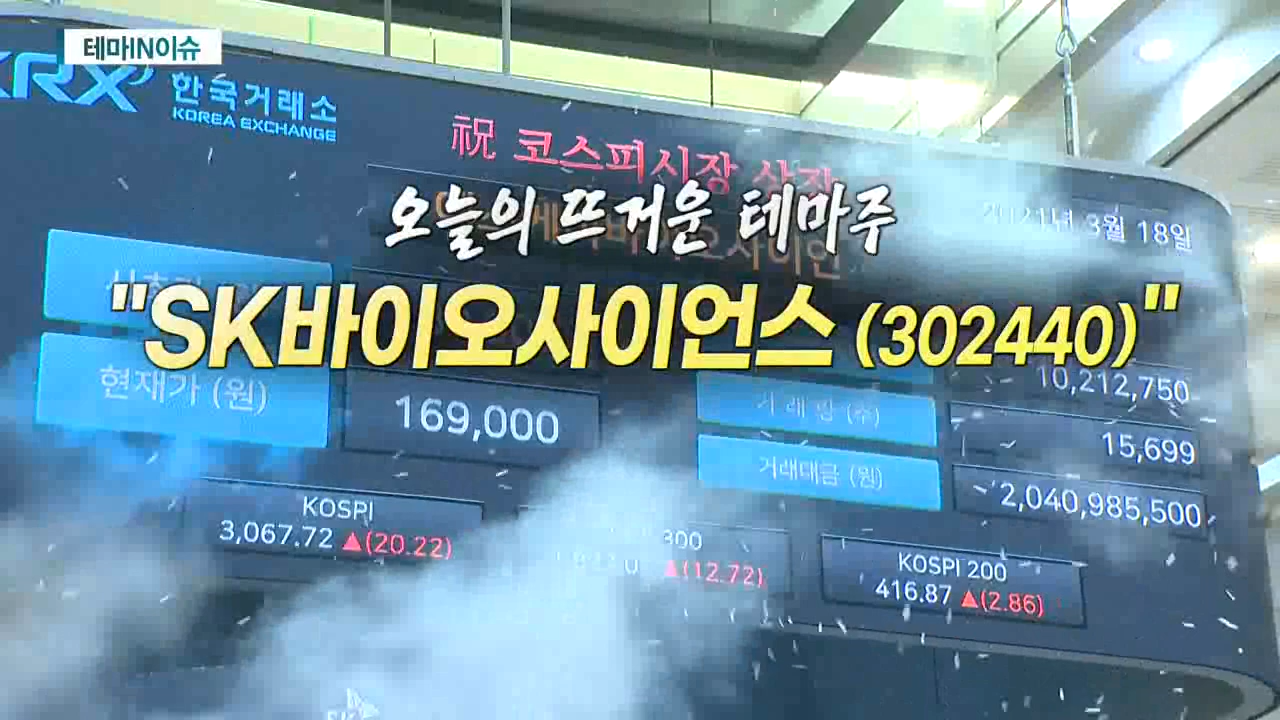 테마IN이슈
KRX 한국거래소
KOREA EXCHANGE
祝 코스피시장 상장
오늘의 뜨거운 테마주
2021년 3월 18일
"SK바이오사이언스 (302440)"
현재가 (원)
169,000
10,212,750
거래량 (주)
15,699
거래대금 (원)
2,040,985,500
KOSPI
3,067.72 ▲(20.22)
300
▲(12.72)
KOSPI 200
416.87 ▲(2.86)
SK